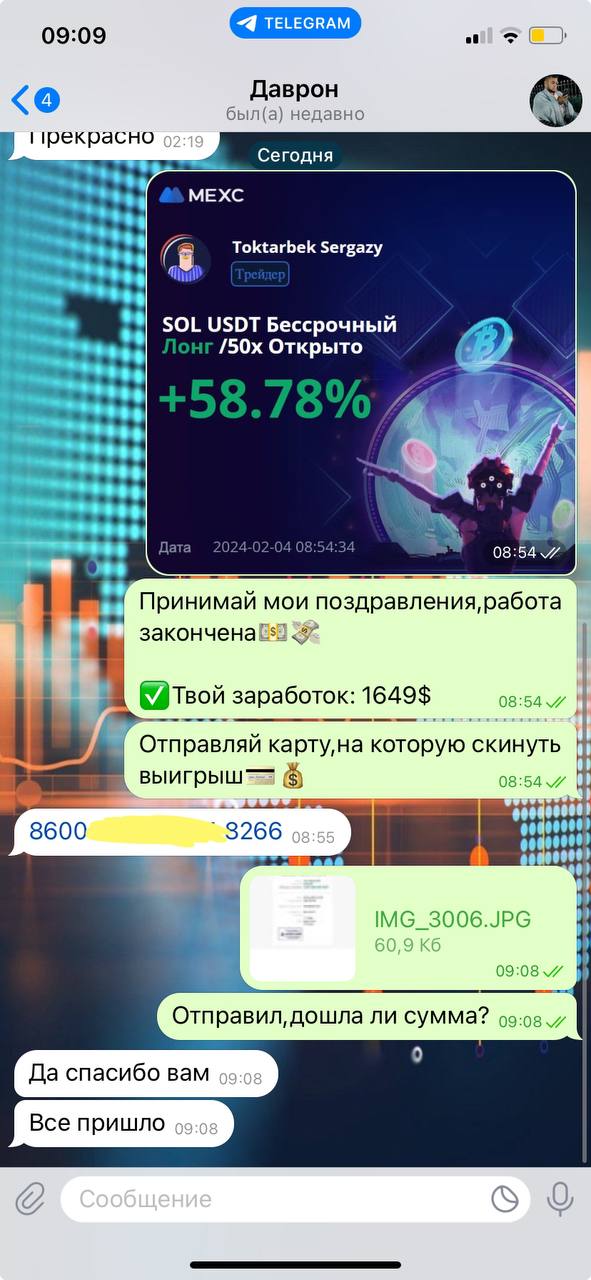 09:09
TELEGRAM
4
Даврон
был(а) недавно
Прекрасно 02:19
Сегодня
MEXC
Toktarbek Sergazy
Трейдер
SOL USDT Бессрочный
Лонг /50x Открыто
+58.78%
Дата 2024-02-04 08:54:34
08:54
Принимай мои поздравления,работа
закончена💵💸
✅Твой заработок: 1649$ 08:54
Отправляй карту,на которую скинуть
выигрыш💳💰 08:54
8600 3266 08:55
IMG_3006.JPG
60,9 Кб
09:08
Отправил,дошла ли сумма? 09:08
Да спасибо вам 09:08
Все пришло 09:08
Сообщение